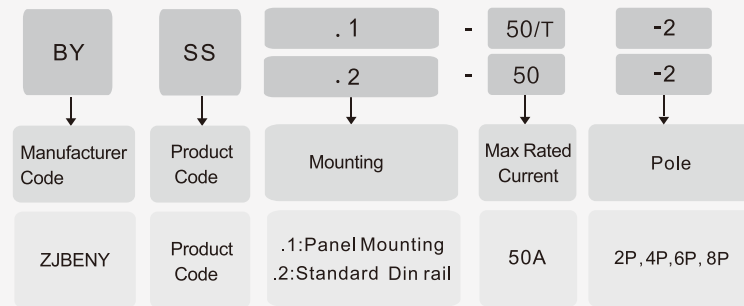 BY SS .1 - 50/T -2
.2 - 50 -2
Manufacturer Code
Product Code
Mounting
Max Rated Current
Pole
ZJBENY
Product Code
.1:Panel Mounting
.2:Standard Din rail
50A
2P,4P,6P,8P